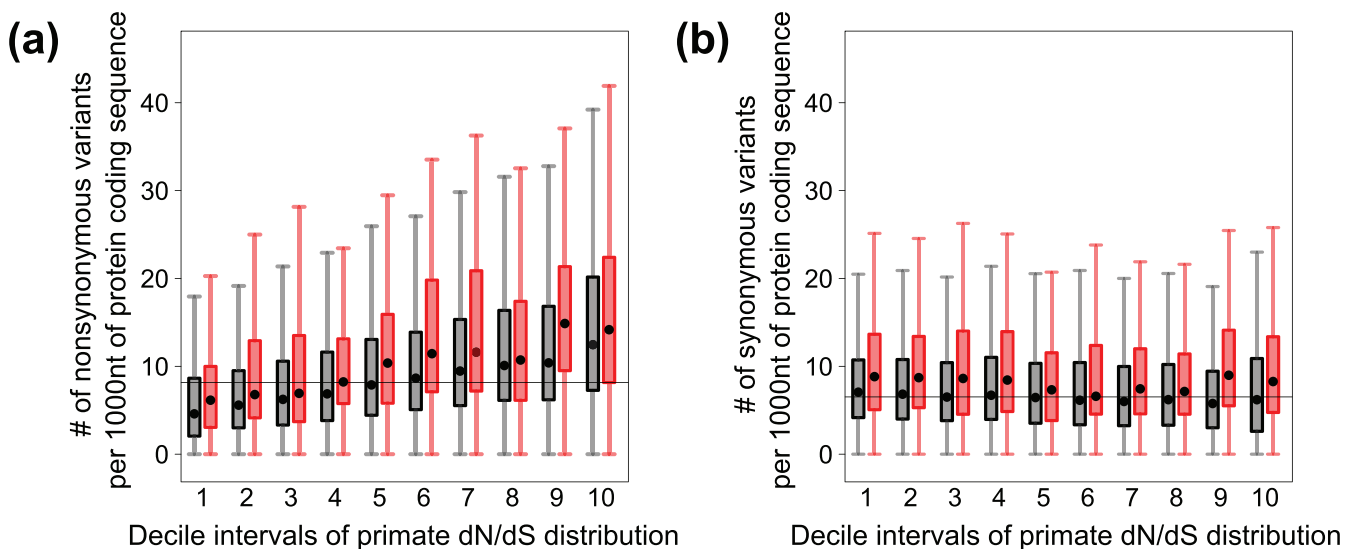 (a)
# of nonsynonymous variants
per 1000nt of protein coding sequence
40
30
20
10
0
1 2 3 4 5 6 7 8 9 10
Decile intervals of primate dN/dS distribution
(b)
# of synonymous variants
per 1000nt of protein coding sequence
40
30
20
10
0
1 2 3 4 5 6 7 8 9 10
Decile intervals of primate dN/dS distribution